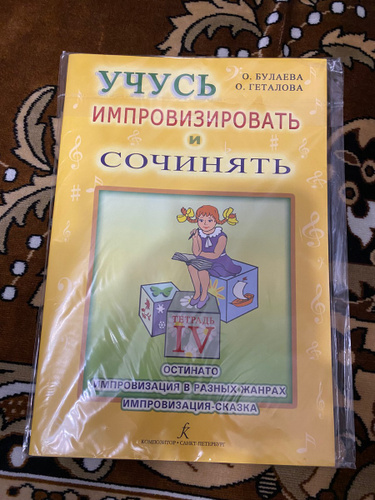 О. БУЛАЕВА
О. ГЕТАЛОВА
УЧУСЬ
ИМПРОВИЗИРОВАТЬ
и
СОЧИНЯТЬ
ТЕТРАДЬ
IV
ОСТИНАТО
ИМПРОВИЗАЦИЯ В РАЗНЫХ ЖАНРАХ
ИМПРОВИЗАЦИЯ-СКАЗКА
КОМПОЗИТОР • САНКТ-ПЕТЕРБУРГ